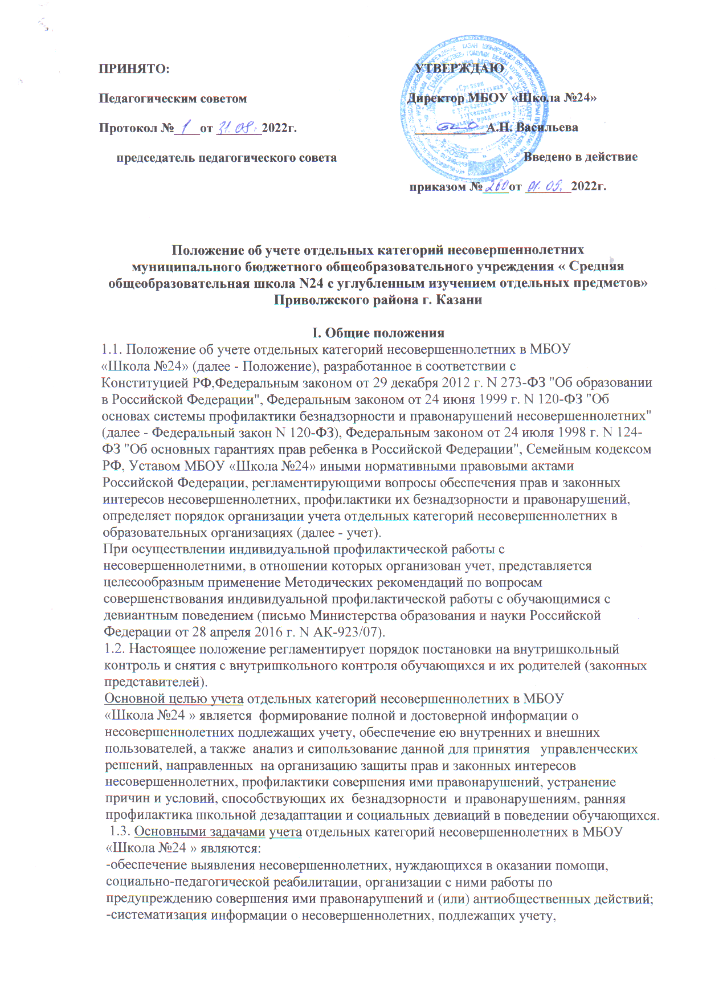 ПРИНЯТО:
УТВЕРЖДАЮ
Педагогическим советом
Директор МБОУ «Школа №24»
Протокол № 1 от 31.08. 2022г.
А.Н. Васильева
председатель педагогического совета
Введено в действие
приказом № 260 от 01.09. 2022г.
Положение об учете отдельных категорий несовершеннолетних
муниципального бюджетного общеобразовательного учреждения « Средняя
общеобразовательная школа N24 с углубленным изучением отдельных предметов»
Приволжского района г. Казани
I. Общие положения
1.1. Положение об учете отдельных категорий несовершеннолетних в МБОУ
«Школа №24» (далее - Положение), разработанное в соответствии с
Конституцией РФ,Федеральным законом от 29 декабря 2012 г. N 273-ФЗ "Об образовании
в Российской Федерации", Федеральным законом от 24 июня 1999 г. N 120-ФЗ "Об
основах системы профилактики безнадзорности и правонарушений несовершеннолетних"
(далее - Федеральный закон N 120-ФЗ), Федеральным законом от 24 июля 1998 г. N 124-
ФЗ "Об основных гарантиях прав ребенка в Российской Федерации", Семейным кодексом
РФ, Уставом МБОУ «Школа №24» иными нормативными правовыми актами
Российской Федерации, регламентирующими вопросы обеспечения прав и законных
интересов несовершеннолетних, профилактики их безнадзорности и правонарушений,
определяет порядок организации учета отдельных категорий несовершеннолетних в
образовательных организациях (далее - учет).
При осуществлении индивидуальной профилактической работы с
несовершеннолетними, в отношении которых организован учет, представляется
целесообразным применение Методических рекомендаций по вопросам
совершенствования индивидуальной профилактической работы с обучающимися с
девиантным поведением (письмо Министерства образования и науки Российской
Федерации от 28 апреля 2016 г. N АК-923/07).
1.2. Настоящее положение регламентирует порядок постановки на внутришкольный
контроль и снятия с внутришкольного контроля обучающихся и их родителей (законных
представителей).
Основной целью учета отдельных категорий несовершеннолетних в МБОУ
«Школа №24 » является формирование полной и достоверной информации о
несовершеннолетних подлежащих учету, обеспечение ею внутренних и внешних
пользователей, а также анализ и сипользование данной для принятия управленческих
решений, направленных на организацию защиты прав и законных интересов
несовершеннолетних, профилактики совершения ими правонарушений, устранение
причин и условий, способствующих их безнадзорности и правонарушениям, ранняя
профилактика школьной дезадаптации и социальных девиаций в поведении обучающихся.
1.3. Основными задачами учета отдельных категорий несовершеннолетних в МБОУ
«Школа №24 » являются:
-обеспечение выявления несовершеннолетних, нуждающихся в оказании помощи,
социально-педагогической реабилитации, организации с ними работы по
предупреждению совершения ими правонарушений и (или) антиобщественных действий;
-систематизация информации о несовершеннолетних, подлежащих учету,